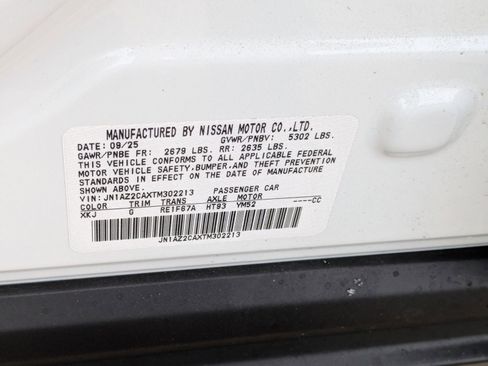 MANUFACTURED BY NISSAN MOTOR CO.,LTD.
DATE: 09/25 GVWR/PNBV: 5302 LBS.
GAWR/PNBE FR: 2679 LBS. RR: 2635 LBS.
THIS VEHICLE CONFORMS TO ALL APPLICABLE FEDERAL
MOTOR VEHICLE SAFETY, BUMPER, AND THEFT PREVENTION
STANDARDS IN EFFECT ON THE DATE OF MANUFACTURE
SHOWN ABOVE.
VIN: JN1AZ2CAXTM302213 PASSENGER CAR
COLOR TRIM TRANS AXLE MOTOR
XKJ G RE1F67A HT93 YM52 ----CC
JN1AZ2CAXTM302213